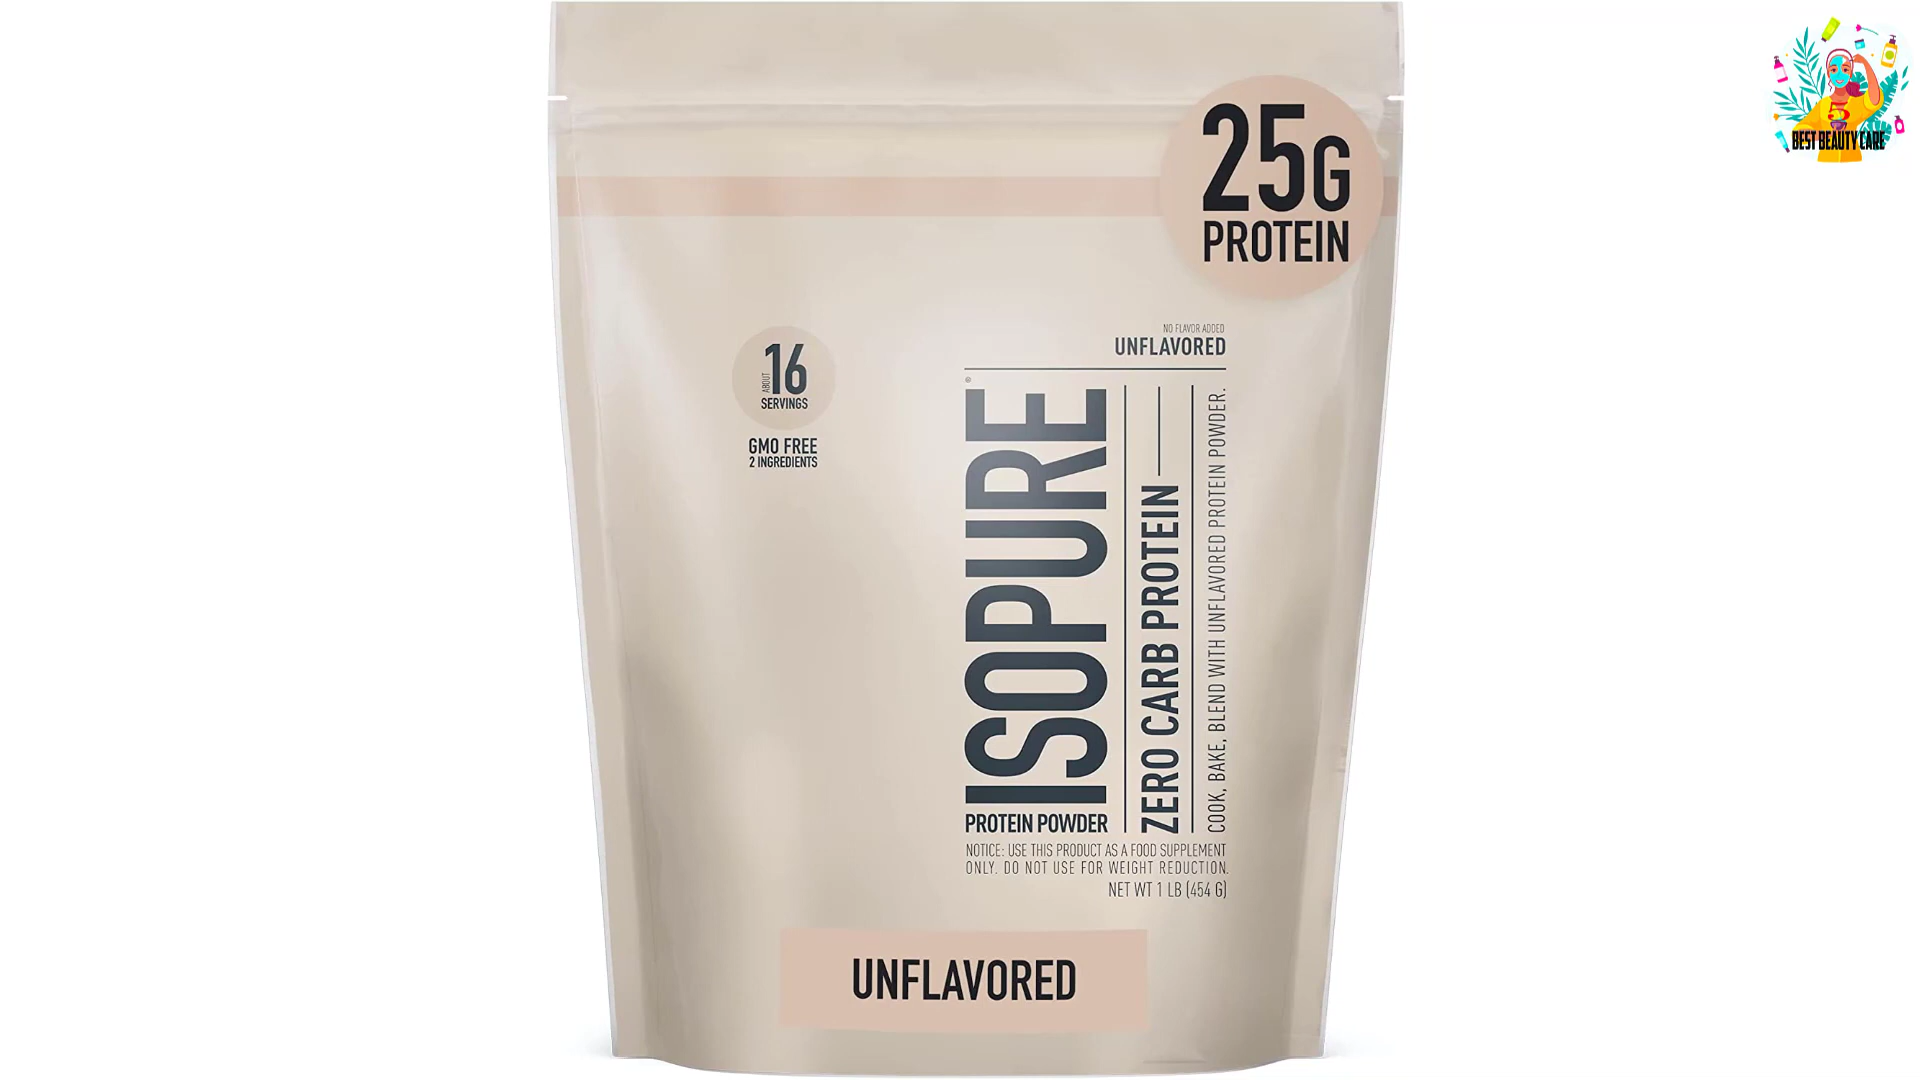 BEST BEAUTY CARE
25G
PROTEIN
ABOUT
16
SERVINGS
GMO FREE
2 INGREDIENTS
NO FLAVOR ADDED
UNFLAVORED
ISOPURE®
PROTEIN POWDER
ZERO CARB PROTEIN
COOK, BAKE, BLEND WITH UNFLAVORED PROTEIN POWDER.
NOTICE: USE THIS PRODUCT AS A FOOD SUPPLEMENT
ONLY. DO NOT USE FOR WEIGHT REDUCTION.
NET WT 1 LB (454 G)
UNFLAVORED